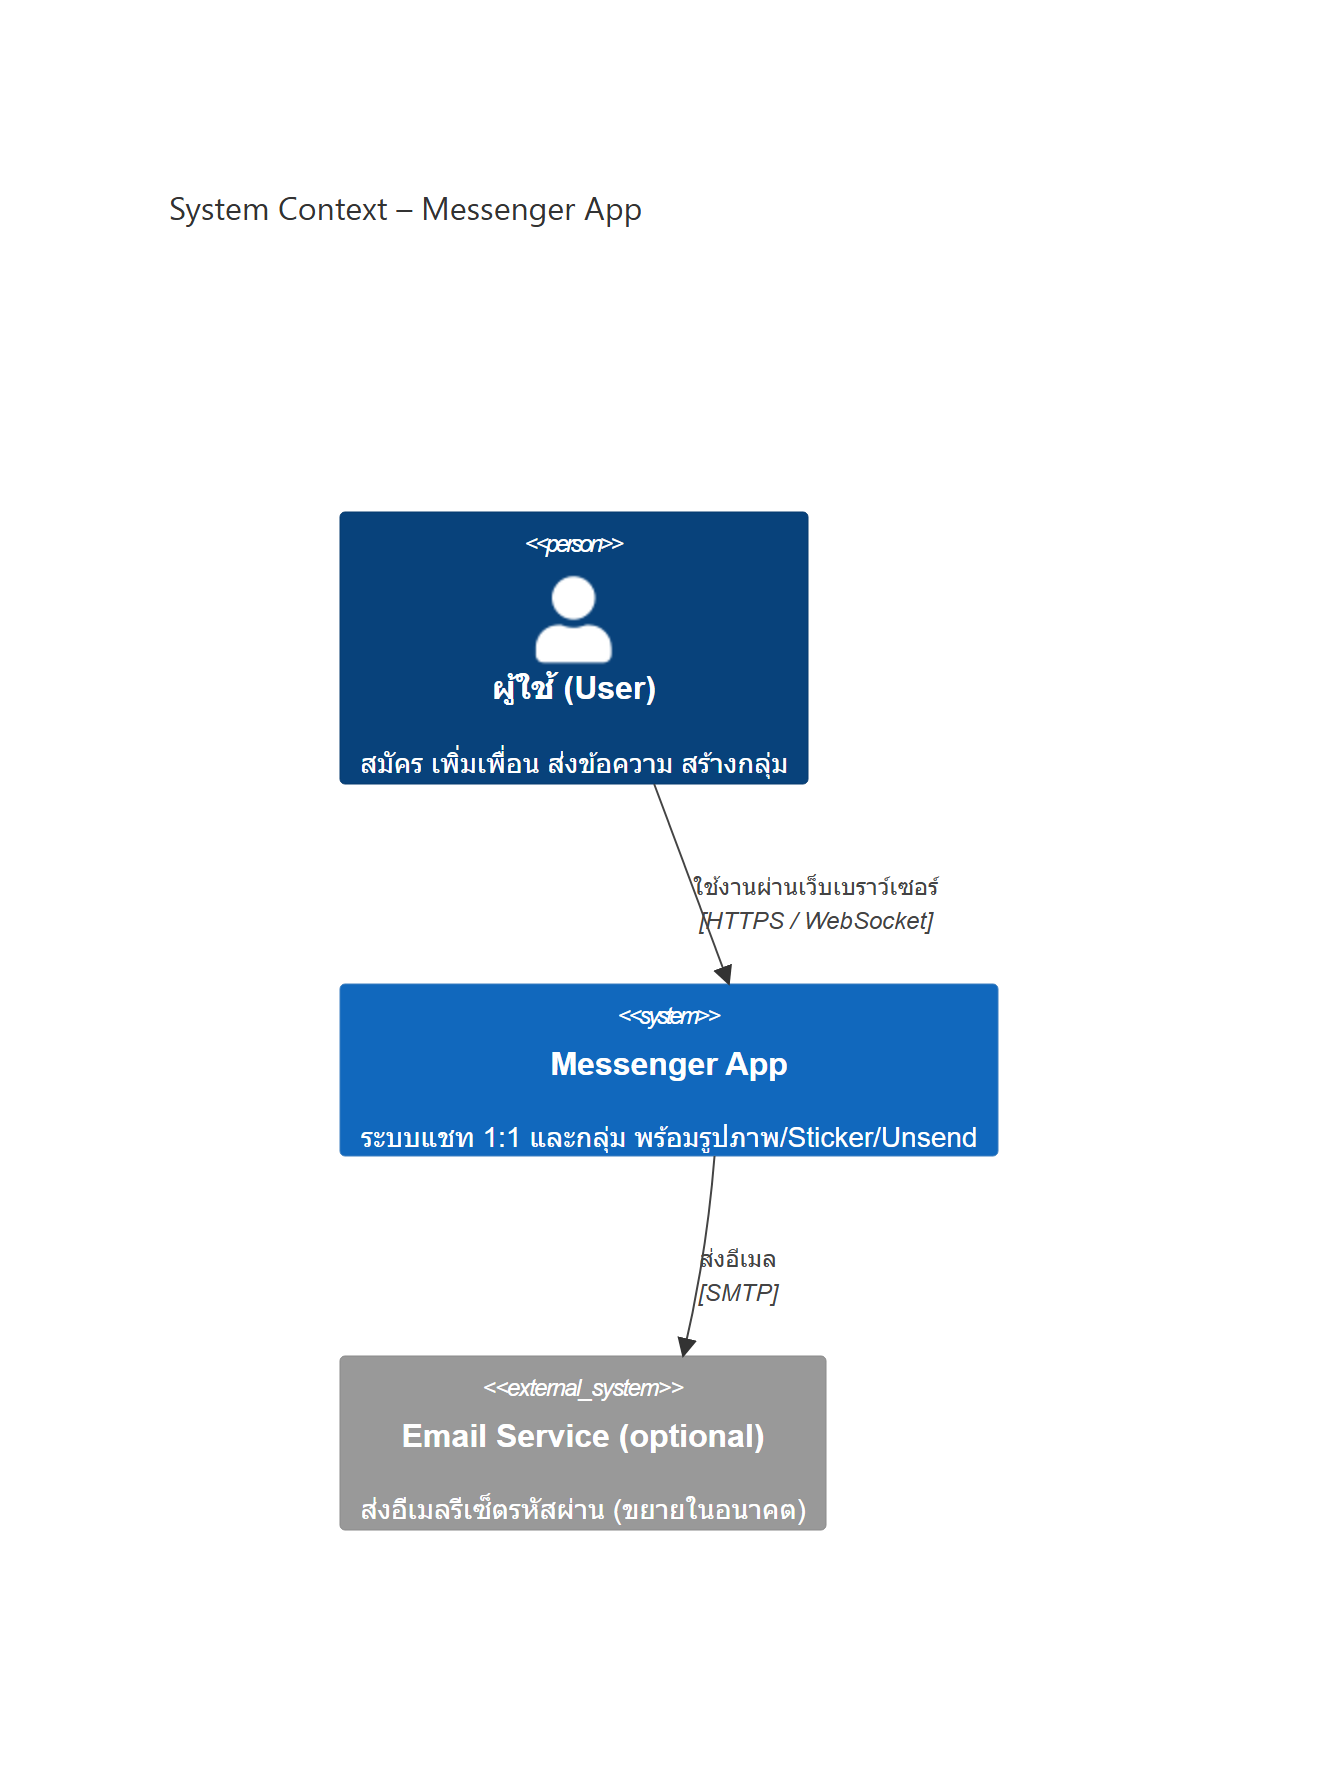 System Context – Messenger App
<<person>>
ผู้ใช้ (User)
สมัคร เพิ่มเพื่อน ส่งข้อความ สร้างกลุ่ม
ใช้งานผ่านเว็บเบราว์เซอร์
[HTTPS / WebSocket]
<<system>>
Messenger App
ระบบแชท 1:1 และกลุ่ม พร้อมรูปภาพ/Sticker/Unsend
ส่งอีเมล
[SMTP]
<<external_system>>
Email Service (optional)
ส่งอีเมลรีเซ็ตรหัสผ่าน (ขยายในอนาคต)